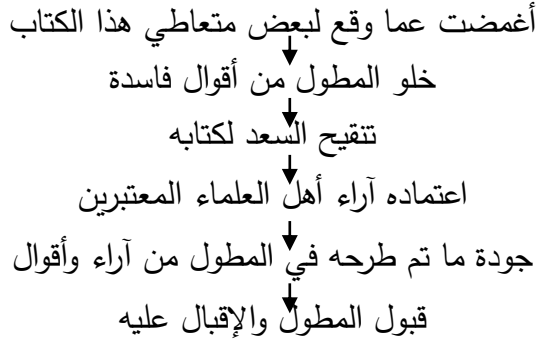 أغمضت عما وقع لبعض متعاطي هذا الكتاب
خلو المطول من أقوال فاسدة
تنقيح السعد لكتابه
اعتماده آراء أهل العلماء المعتبرين
جودة ما تم طرحه في المطول من آراء وأقوال
قبول المطول والإقبال عليه